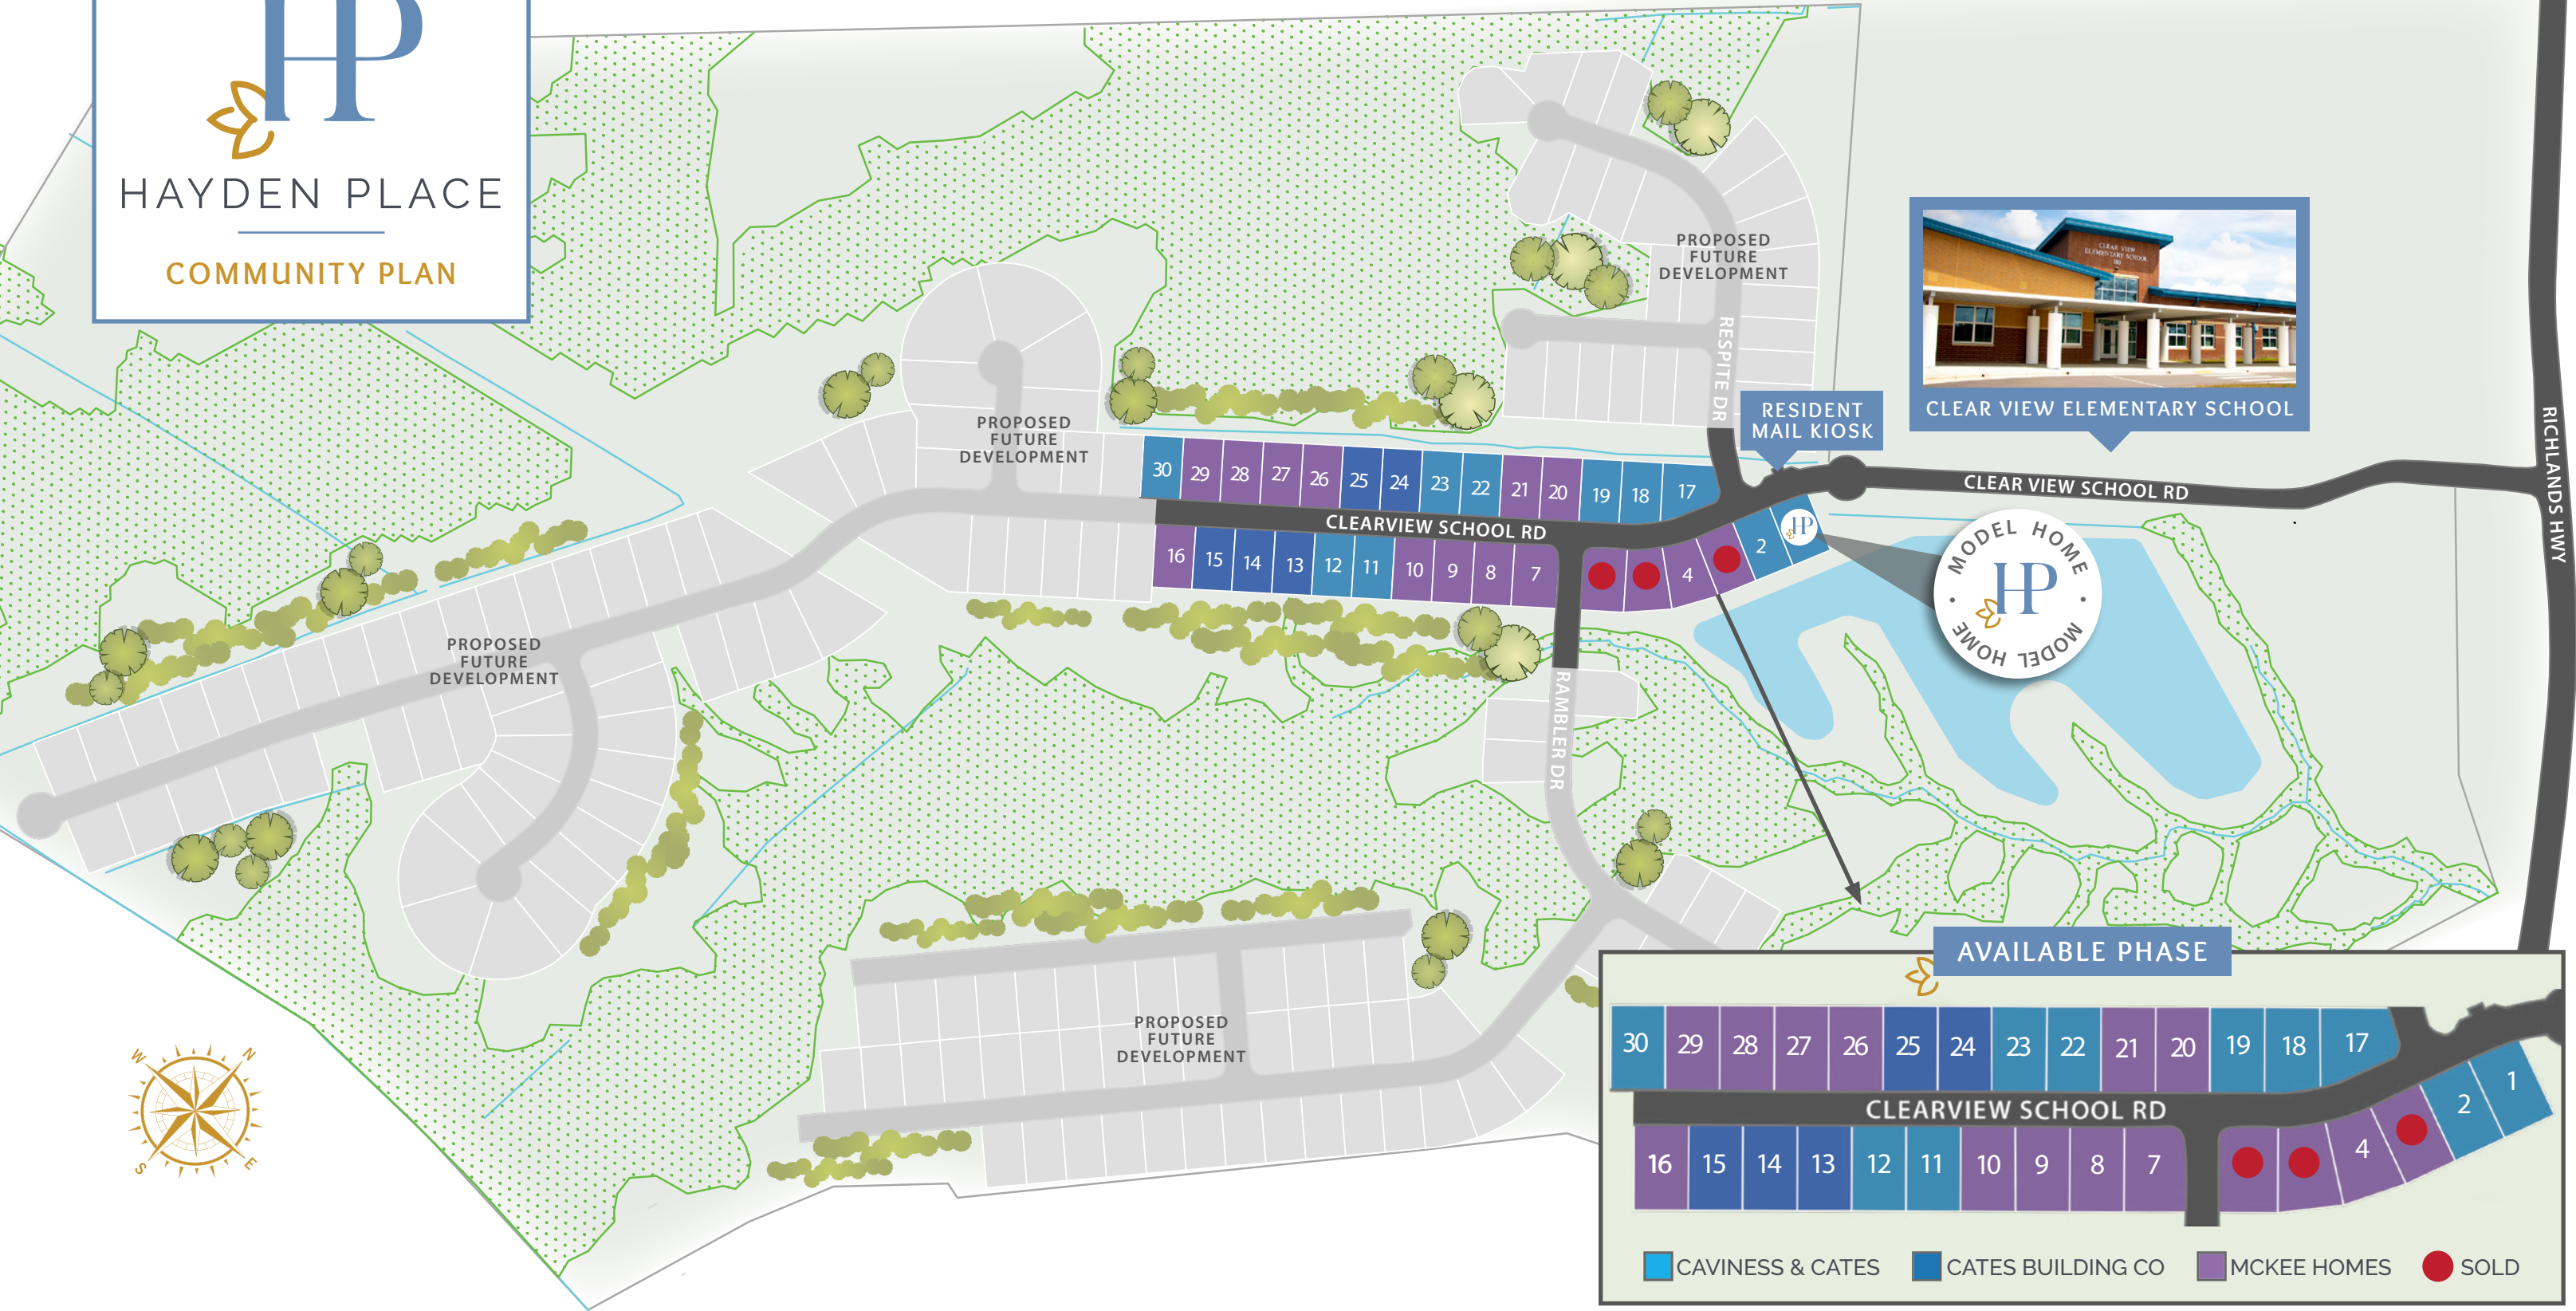 HP
HAYDEN PLACE
COMMUNITY PLAN
PROPOSED
FUTURE
DEVELOPMENT
RESPITE DR
CLEAR VIEW
ELEMENTARY SCHOOL
CLEAR VIEW ELEMENTARY SCHOOL
RESIDENT
MAIL KIOSK
RICHLANDS HWY
CLEAR VIEW SCHOOL RD
PROPOSED
FUTURE
DEVELOPMENT
30 29 28 27 26 25 24 23 22 21 20 19 18 17
CLEARVIEW SCHOOL RD
16 15 14 13 12 11 10 9 8 7 4 2 HP
MODEL HOME
HP
MODEL HOME
PROPOSED
FUTURE
DEVELOPMENT
RAMBLER DR
PROPOSED
FUTURE
DEVELOPMENT
W N
S E
AVAILABLE PHASE
30 29 28 27 26 25 24 23 22 21 20 19 18 17
CLEARVIEW SCHOOL RD
16 15 14 13 12 11 10 9 8 7 4 2 1
CAVINESS & CATES CATES BUILDING CO MCKEE HOMES SOLD